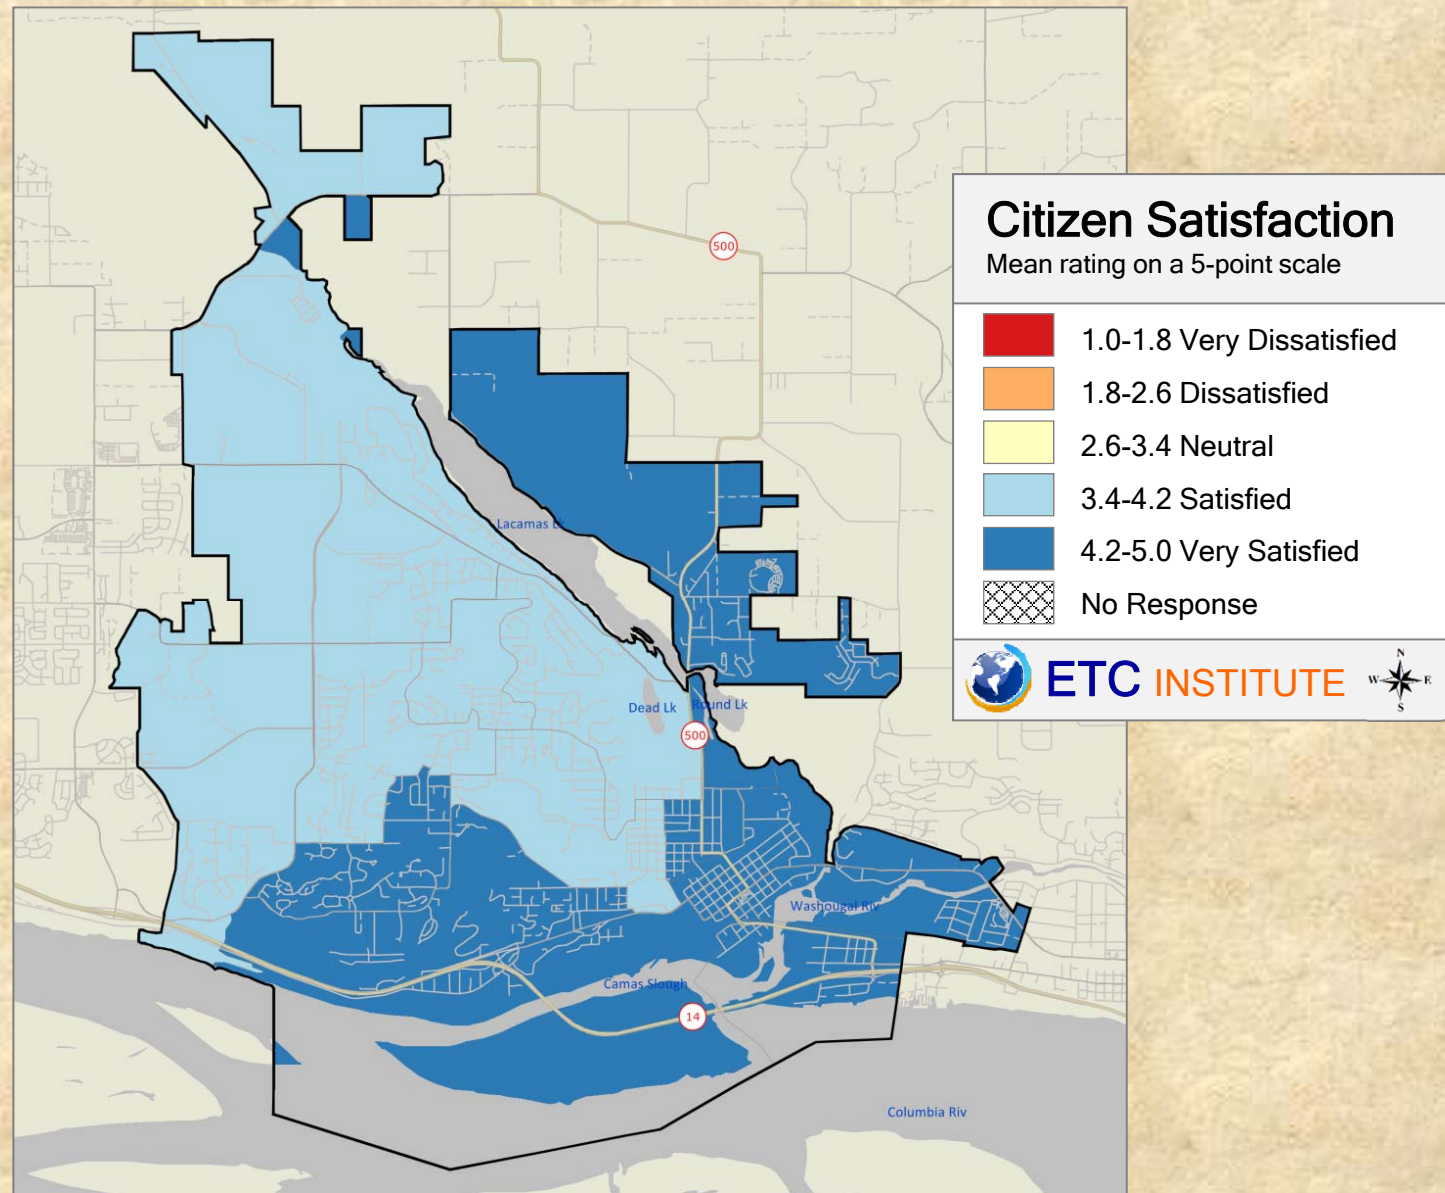 Citizen Satisfaction
Mean rating on a 5-point scale
1.0-1.8 Very Dissatisfied
1.8-2.6 Dissatisfied
2.6-3.4 Neutral
3.4-4.2 Satisfied
4.2-5.0 Very Satisfied
No Response
ETC INSTITUTE
N
W E
S
500
Lacamas Lk
Dead Lk Round Lk
500
Washougal Riv
Camas Slough
14
Columbia Riv